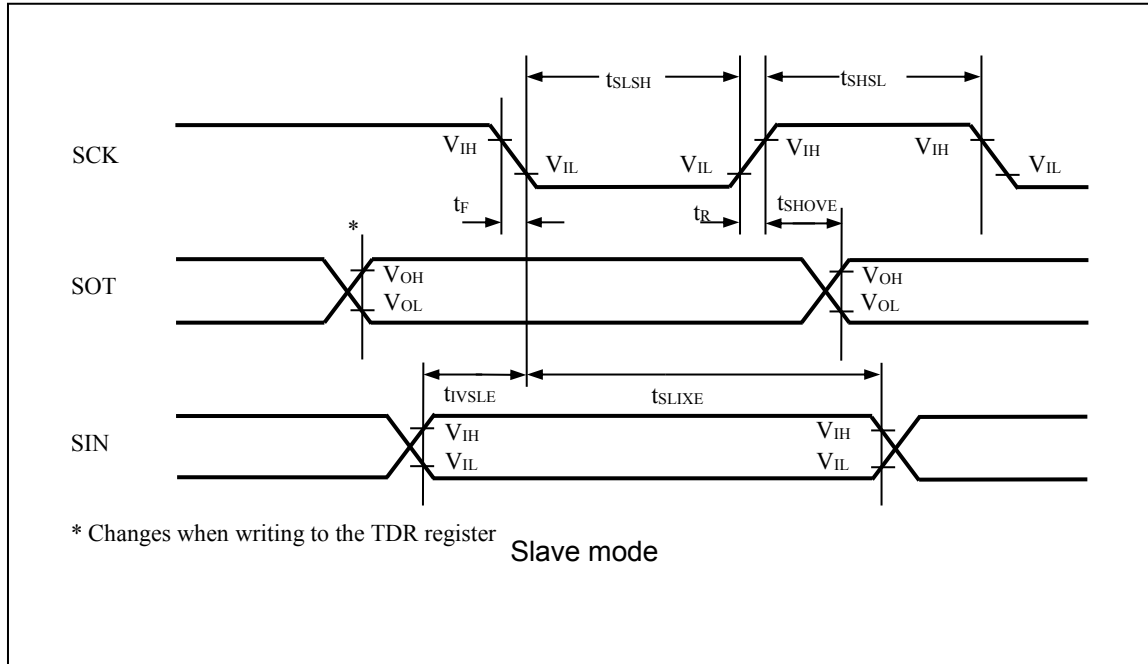 tSLSH tSHSL
SCK VIH VIL VIL VIH VIH VIL
tF tR tSHOVE
*
SOT VOH VOH
VOL VOL
tIVSLE tSLIXE
SIN VIH VIH
VIL VIL
* Changes when writing to the TDR register
Slave mode